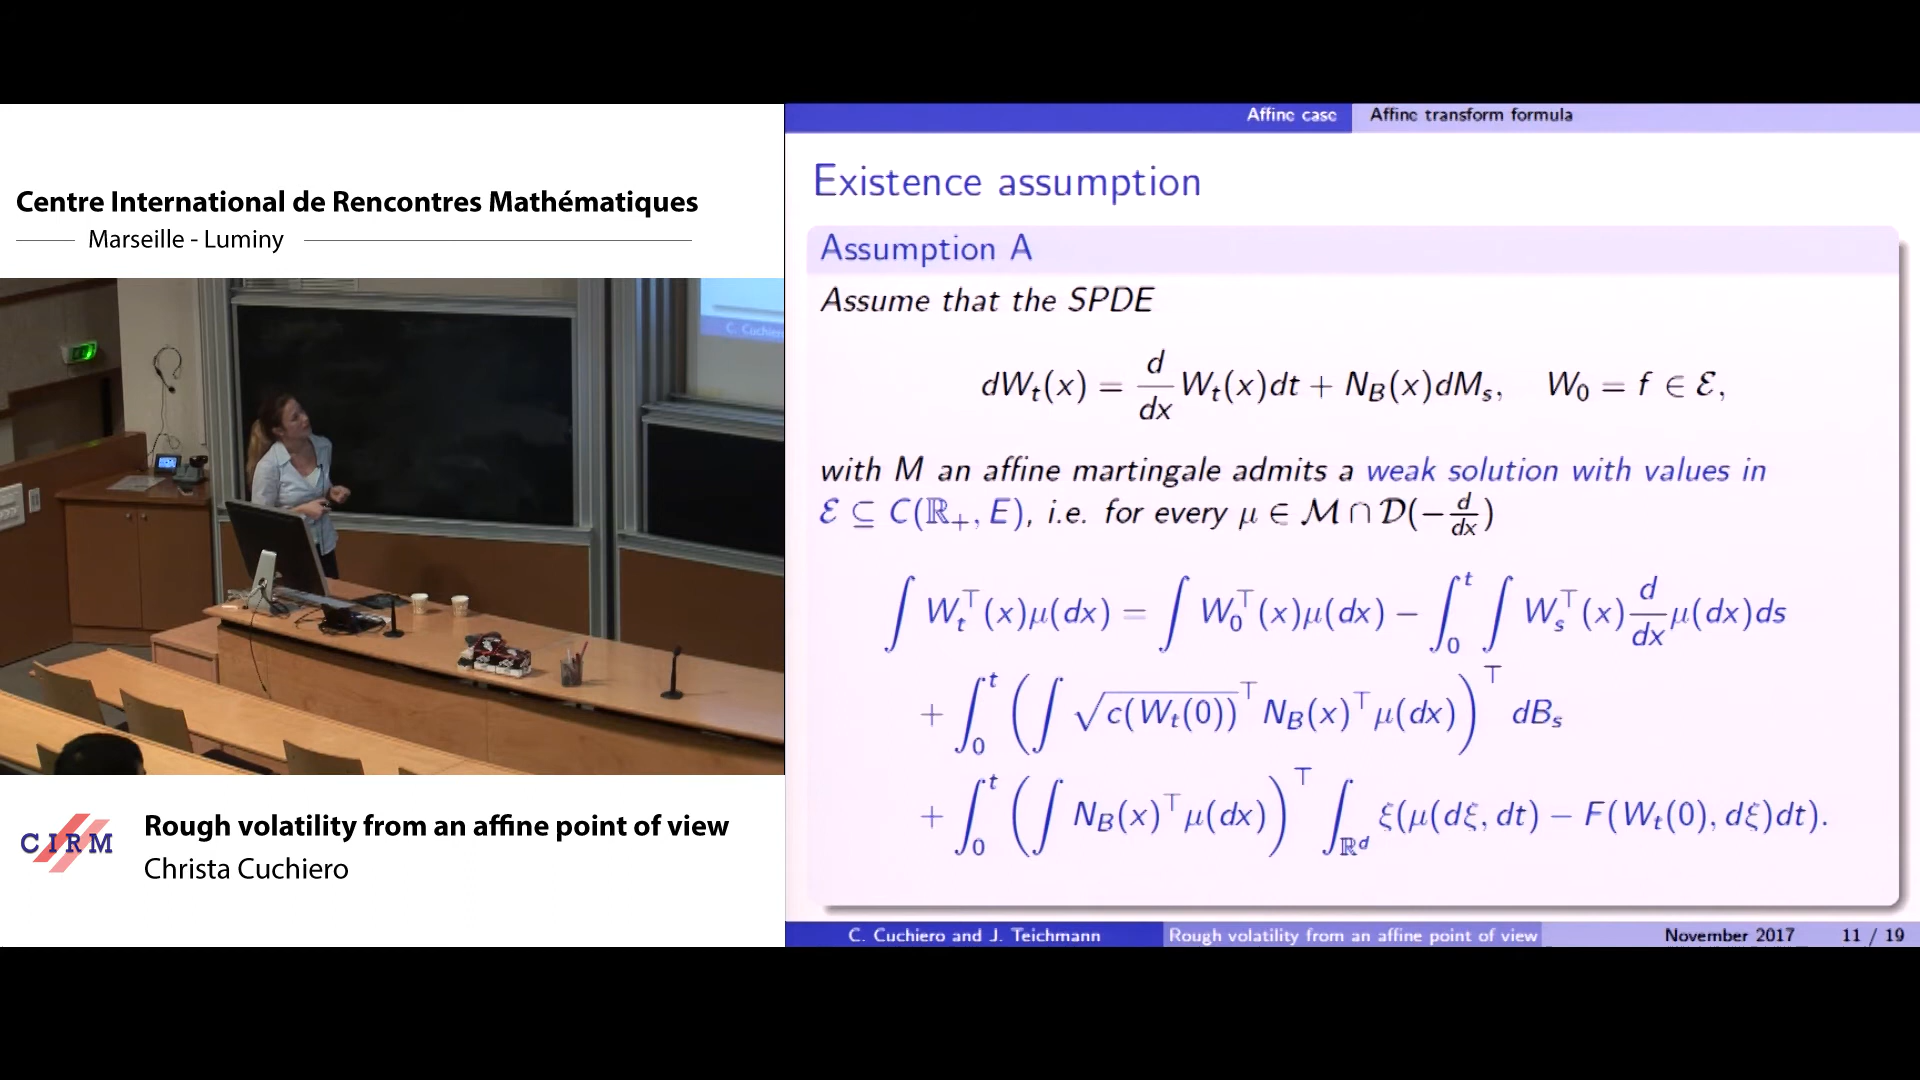 Centre International de Rencontres Mathématiques
Marseille - Luminy
C. Cuchiero
CIRM
Rough volatility from an affine point of view
Christa Cuchiero
Affine case Affine transform formula
Existence assumption
Assumption A
Assume that the SPDE
dW_t(x) = d/dx W_t(x)dt + N_B(x)dM_s, W_0 = f ∈ ℰ,
with M an affine martingale admits a weak solution with values in
ℰ ⊆ C(ℝ_+, E), i.e. for every μ ∈ ℳ ∩ 𝒟(−d/dx)
∫ W_t^⊤(x)μ(dx) = ∫ W_0^⊤(x)μ(dx) − ∫_0^t ∫ W_s^⊤(x) d/dx μ(dx)ds
+ ∫_0^t (∫ √c(W_t(0))^⊤ N_B(x)^⊤ μ(dx))^⊤ dB_s
+ ∫_0^t (∫ N_B(x)^⊤ μ(dx))^⊤ ∫_{ℝ^d} ξ(μ(dξ, dt) − F(W_t(0), dξ)dt).
C. Cuchiero and J. Teichmann Rough volatility from an affine point of view November 2017 11 / 19